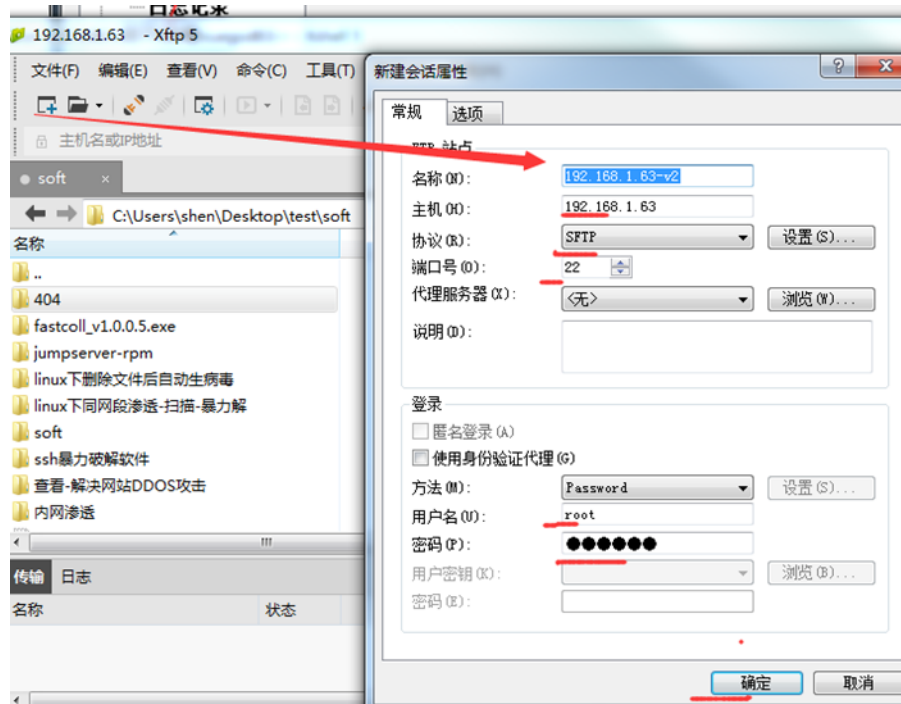 日志记录
192.168.1.63 - Xftp 5
文件(F) 编辑(E) 查看(V) 命令(C) 工具(T)
主机名或IP地址
soft ×
C:\Users\shen\Desktop\test\soft
名称
..
404
fastcoll_v1.0.0.5.exe
jumpserver-rpm
linux下删除文件后自动生病毒
linux下同网段渗透-扫描-暴力解
soft
ssh暴力破解软件
查看-解决网站DDOS攻击
内网渗透
传输 日志
名称 状态
新建会话属性
常规 选项
FTP 站点
名称(N): 192.168.1.63-v2
主机(H): 192.168.1.63
协议(R): SFTP 设置(S)...
端口号(O): 22
代理服务器(X): <无> 浏览(W)...
说明(D):
登录
匿名登录(A)
使用身份验证代理(G)
方法(M): Password 设置(S)...
用户名(U): root
密码(P): ●●●●●●
用户密钥(K): 浏览(B)...
密码(E):
确定 取消